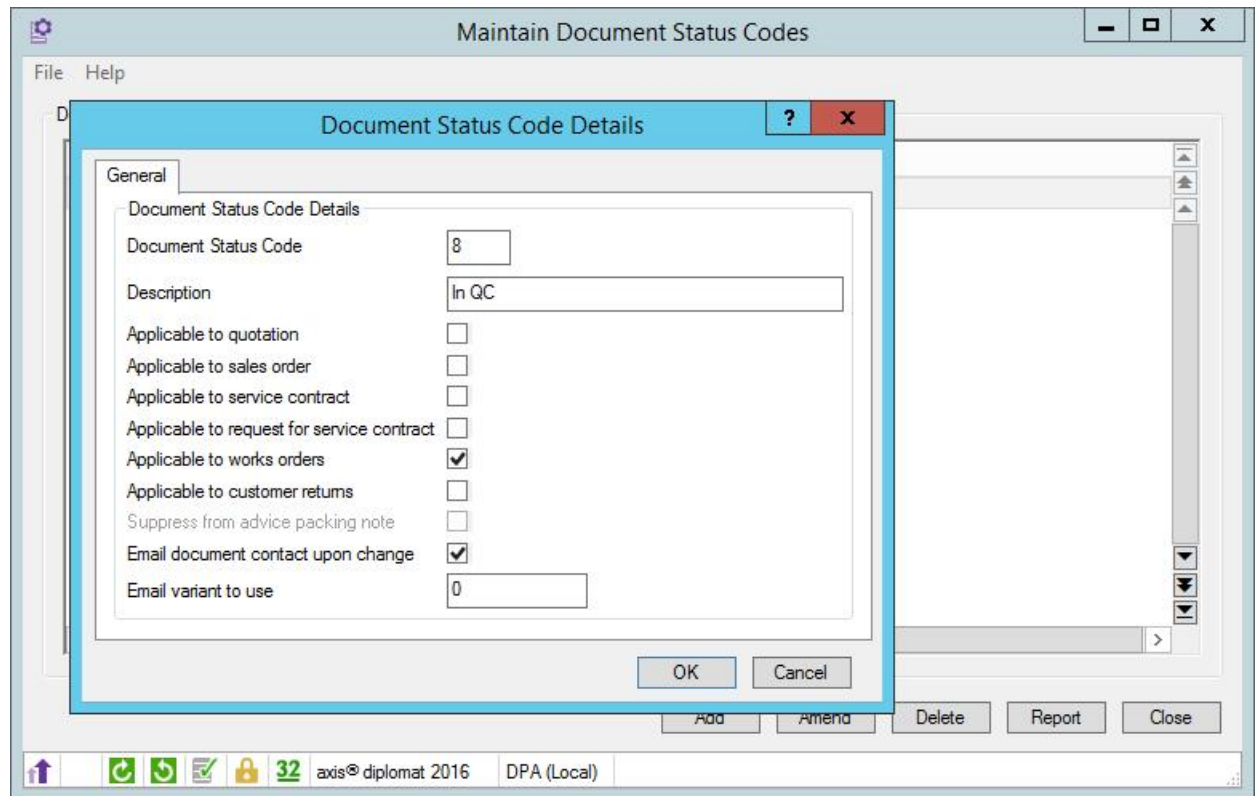 Maintain Document Status Codes
File Help
D
Document Status Code Details
?
General
Document Status Code Details
Document Status Code 8
Description In QC
Applicable to quotation
Applicable to sales order
Applicable to service contract
Applicable to request for service contract
Applicable to works orders
Applicable to customer returns
Suppress from advice packing note
Email document contact upon change
Email variant to use 0
OK Cancel
Add Amend Delete Report Close
32 axis® diplomat 2016 DPA (Local)